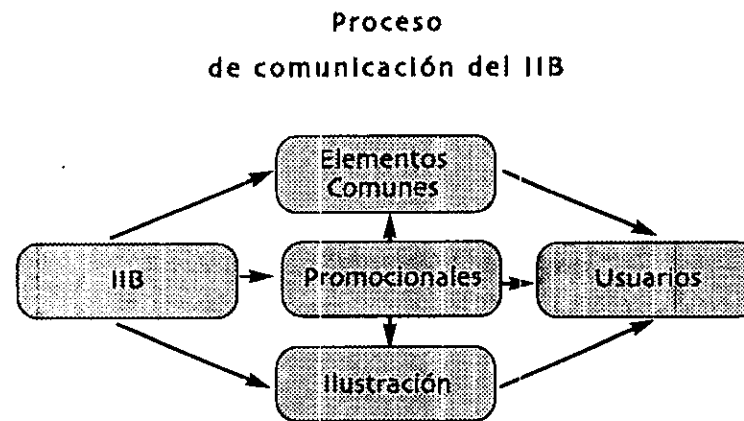 Proceso
de comunicación del IIB
Elementos
Comunes
IIB
Promocionales
Usuarios
Ilustración